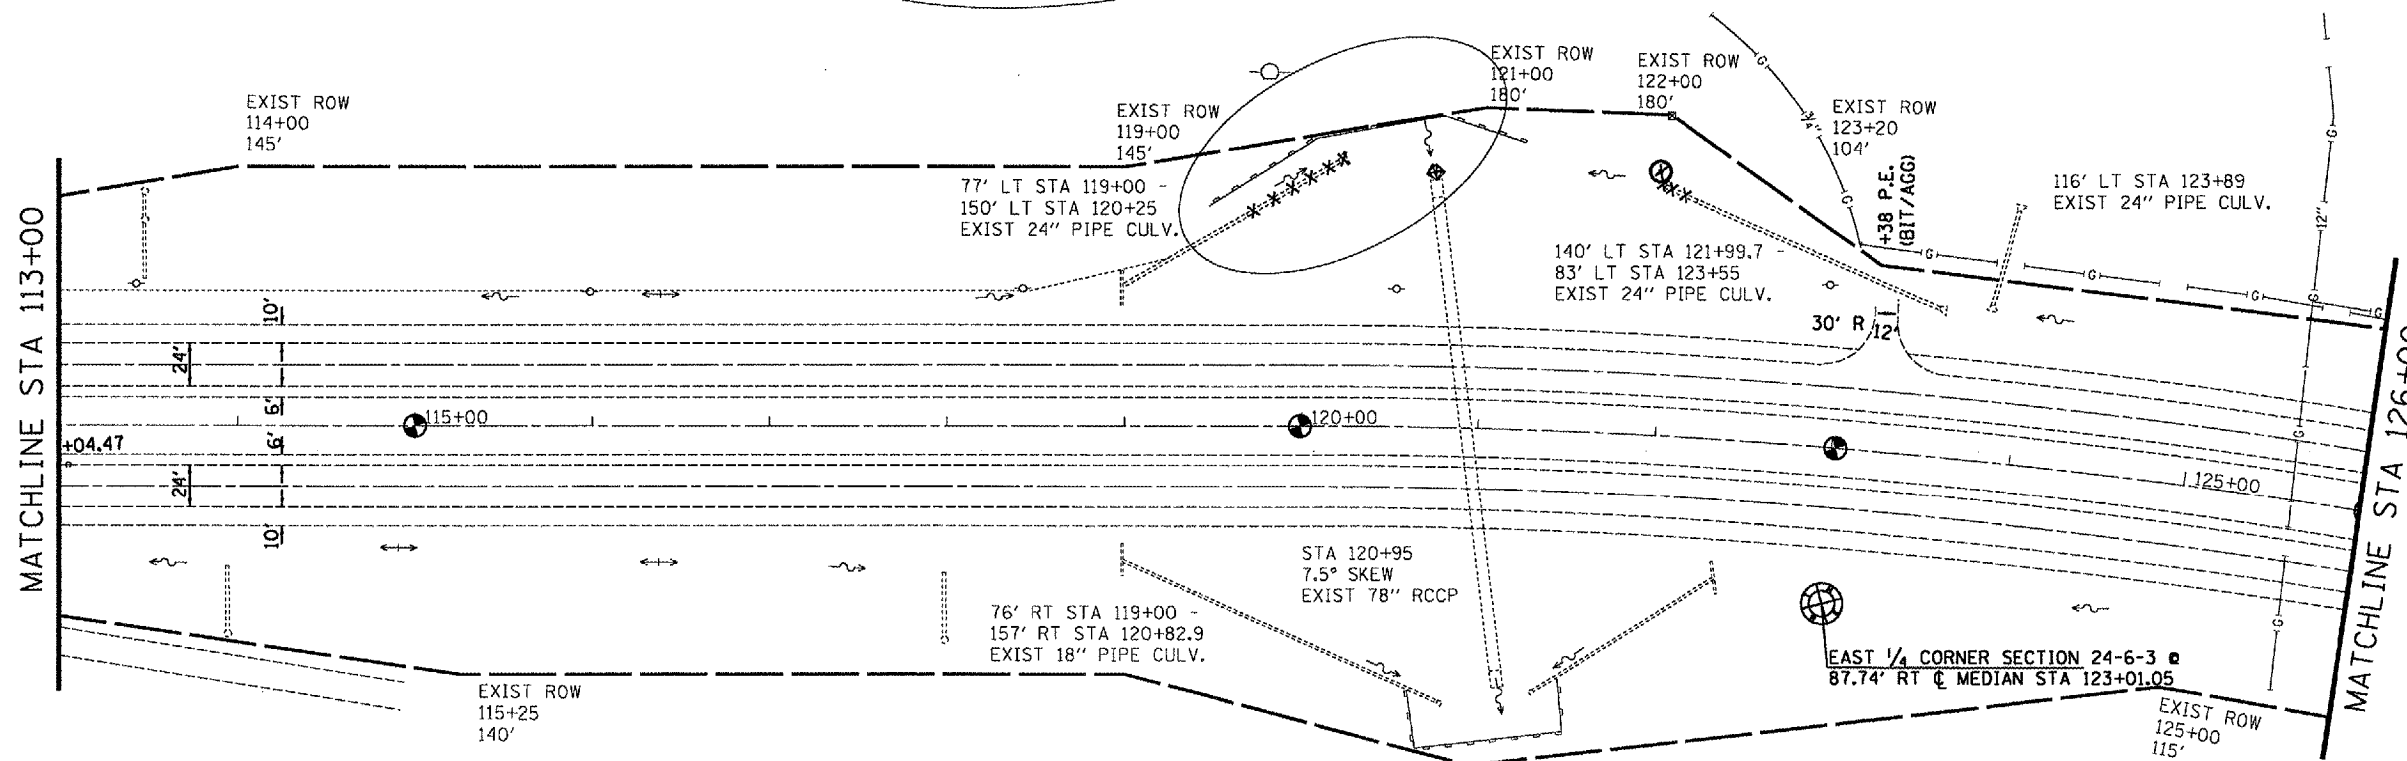 MATCHLINE STA 113+00
EXIST ROW
114+00
145'
EXIST ROW
119+00
145'
EXIST ROW
121+00
180'
EXIST ROW
122+00
180'
EXIST ROW
123+20
104'
+38 P.E.
(BIT/AGG)
77' LT STA 119+00 -
150' LT STA 120+25
EXIST 24" PIPE CULV.
140' LT STA 121+99.7 -
83' LT STA 123+55
EXIST 24" PIPE CULV.
116' LT STA 123+89
EXIST 24" PIPE CULV.
3/4"
G
G
G
G
G
G
G
G
G
G
G
G
G
12"
30' R
12'
10'
24'
6'
6'
24'
10'
+04.47
115+00
120+00
125+00
STA 120+95
7.5° SKEW
EXIST 78" RCCP
76' RT STA 119+00 -
157' RT STA 120+82.9
EXIST 18" PIPE CULV.
EAST 1/4 CORNER SECTION 24-6-3 @
87.74' RT ℄ MEDIAN STA 123+01.05
EXIST ROW
115+25
140'
EXIST ROW
125+00
115'
MATCHLINE STA 126+00